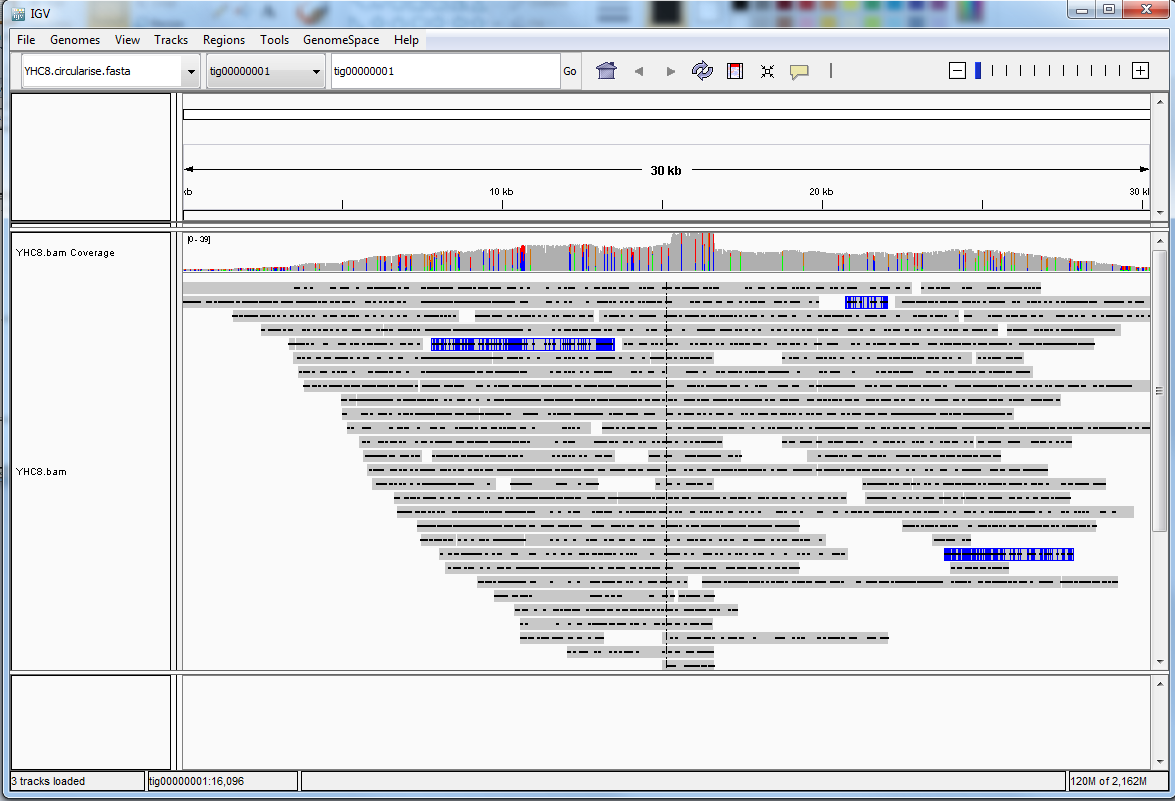 IGV
File Genomes View Tracks Regions Tools GenomeSpace Help
YHC8.circularise.fasta tig00000001 tig00000001 Go
30 kb
kb 10 kb 20 kb 30 k
YHC8.bam Coverage [0 - 39]
YHC8.bam
3 tracks loaded tig00000001:16,096 120M of 2,162M